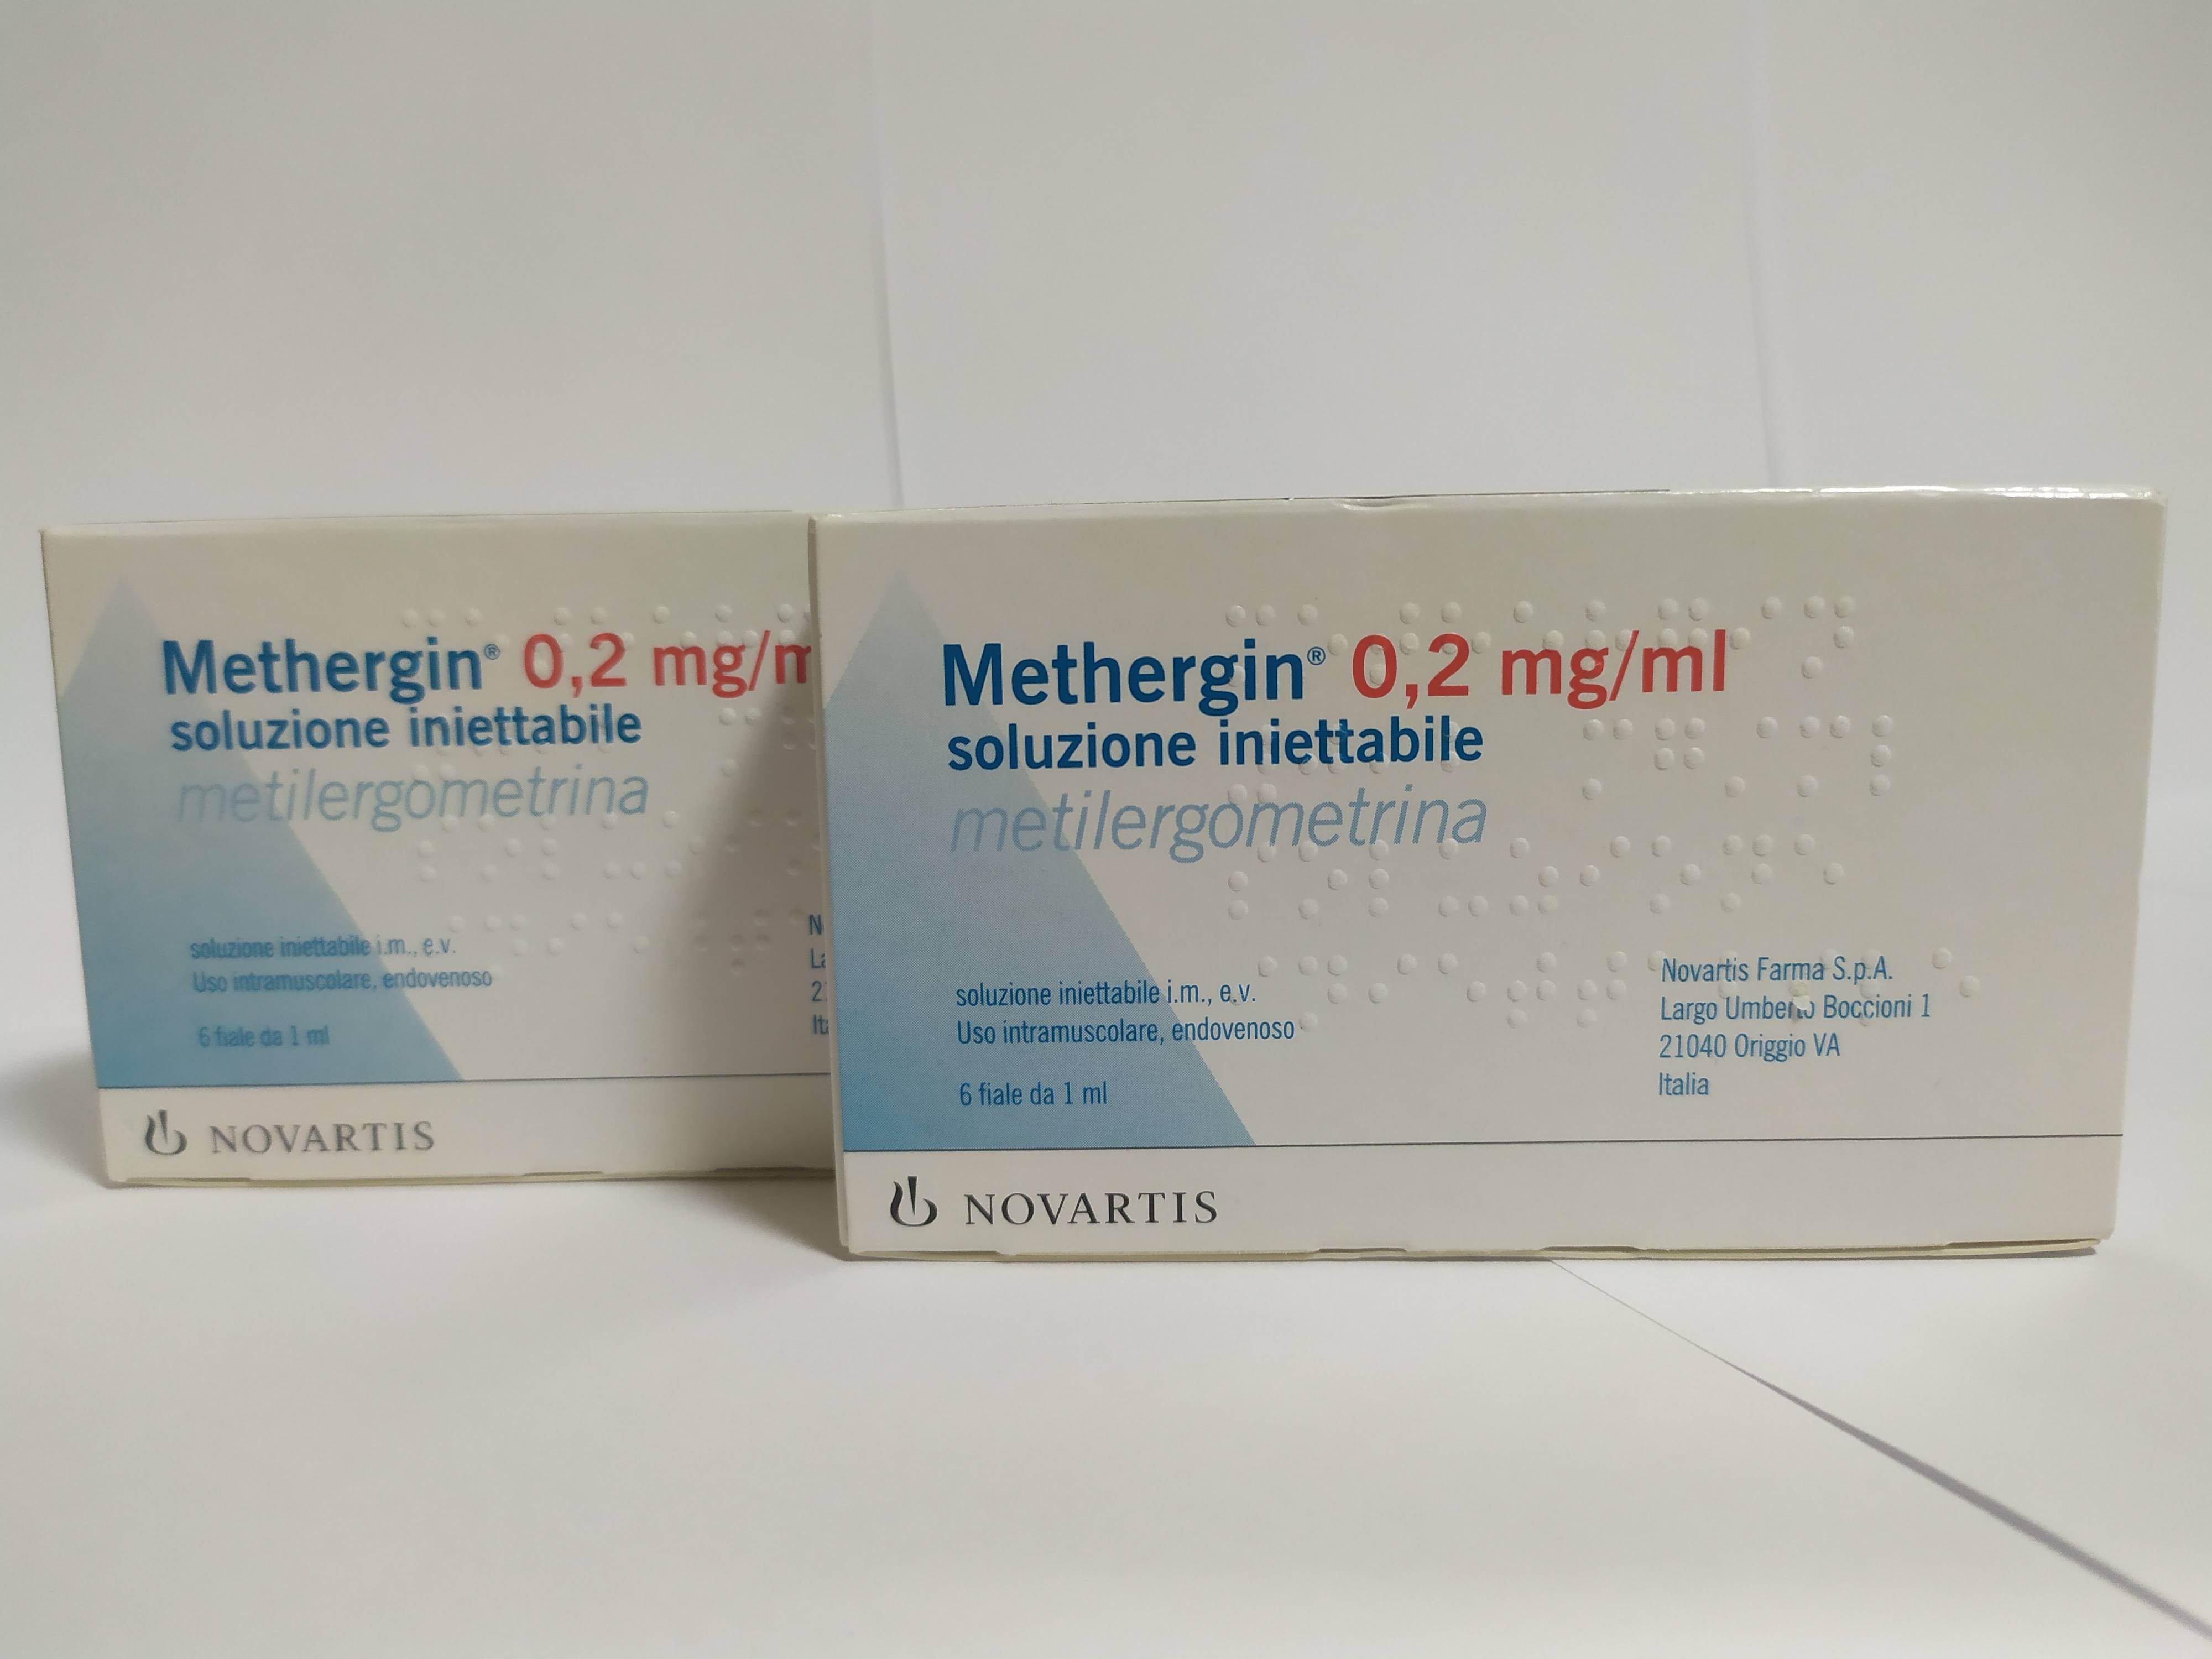 Methergin® 0,2 mg/m
soluzione iniettabile
metilergometrina
soluzione iniettabile i.m., e.v.
Uso intramuscolare, endovenoso
6 fiale da 1 ml
NOVARTIS
Methergin® 0,2 mg/ml
soluzione iniettabile
metilergometrina
soluzione iniettabile i.m., e.v.
Uso intramuscolare, endovenoso
6 fiale da 1 ml
Novartis Farma S.p.A.
Largo Umberto Boccioni 1
21040 Origgio VA
Italia
NOVARTIS